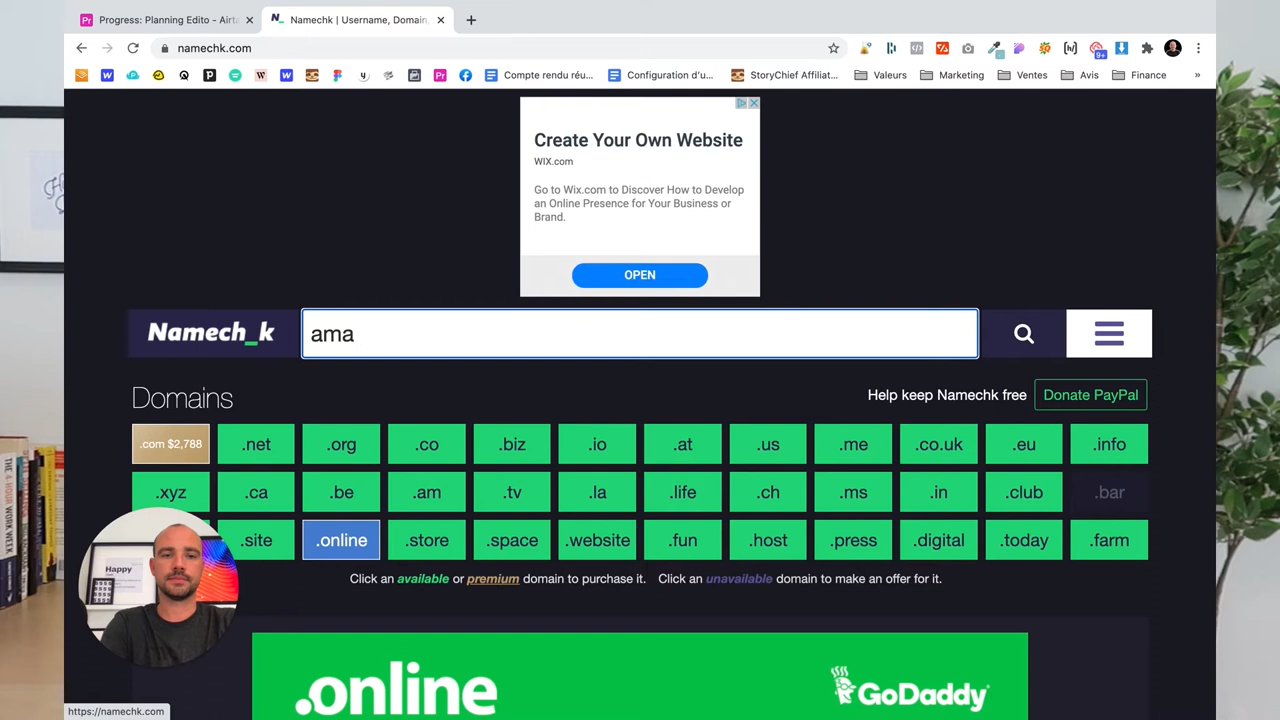 Progress: Planning Edito - Airta
Namechk | Username, Domain,
namechk.com
Compte rendu réu...
Configuration d'u...
StoryChief Affiliat...
Valeurs
Marketing
Ventes
Avis
Finance
»
Create Your Own Website
WIX.com
Go to Wix.com to Discover How to Develop
an Online Presence for Your Business or
Brand.
OPEN
Namech_k
ama
Domains
Help keep Namechk free
Donate PayPal
.com $2,788 .net .org .co .biz .io .at .us .me .co.uk .eu .info
.xyz .ca .be .am .tv .la .life .ch .ms .in .club .bar
.site .online .store .space .website .fun .host .press .digital .today .farm
Click an available or premium domain to purchase it. Click an unavailable domain to make an offer for it.
Happy
THE 4-HOUR WORK WEEK
.online
GoDaddy
https://namechk.com